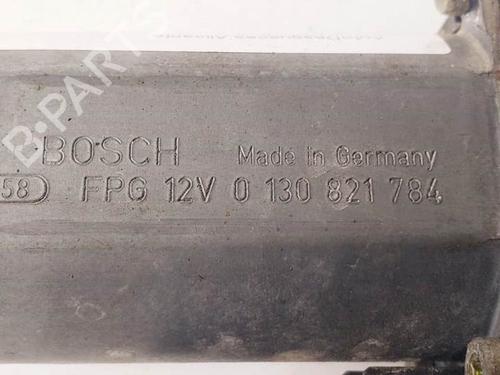 BOSCH Made in Germany
58 FPG 12V 0 130 821 784
B-PARTS